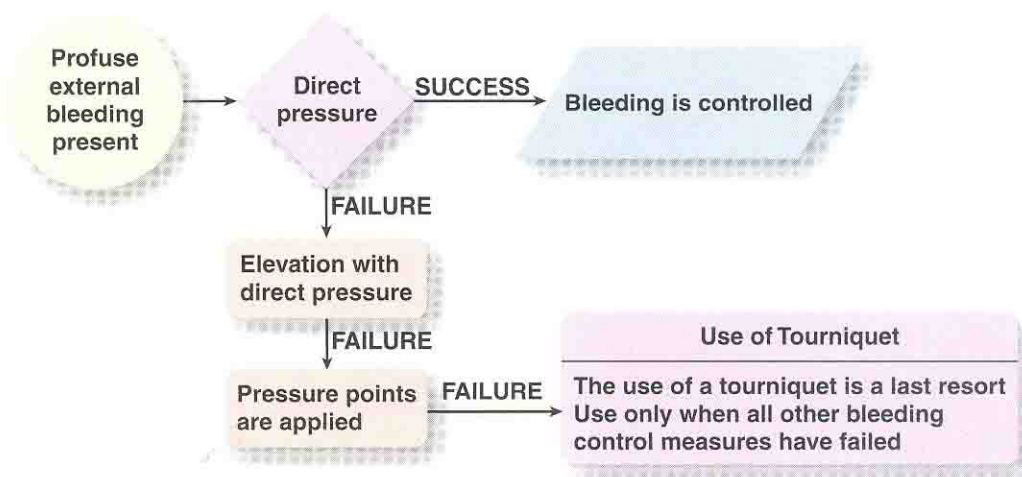 Profuse
external
bleeding
present
Direct
pressure
SUCCESS
Bleeding is controlled
FAILURE
Elevation with
direct pressure
FAILURE
Pressure points
are applied
FAILURE
Use of Tourniquet
The use of a tourniquet is a last resort
Use only when all other bleeding
control measures have failed